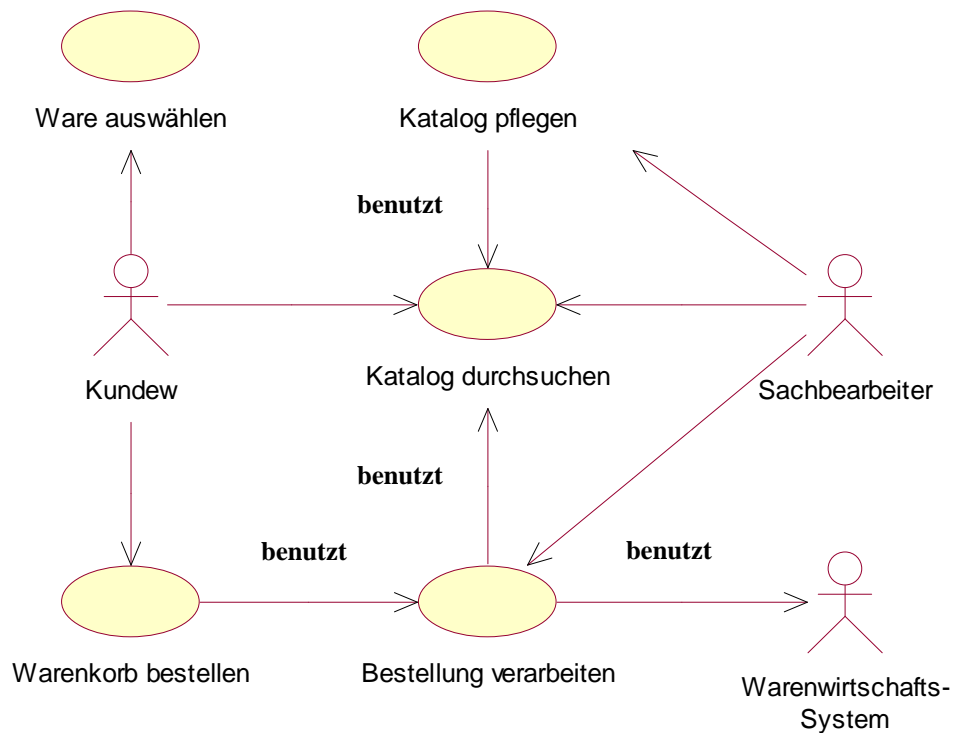 Ware auswählen
Katalog pflegen
benutzt
Kundew
Katalog durchsuchen
Sachbearbeiter
benutzt
benutzt
benutzt
Warenkorb bestellen
Bestellung verarbeiten
Warenwirtschafts-
System